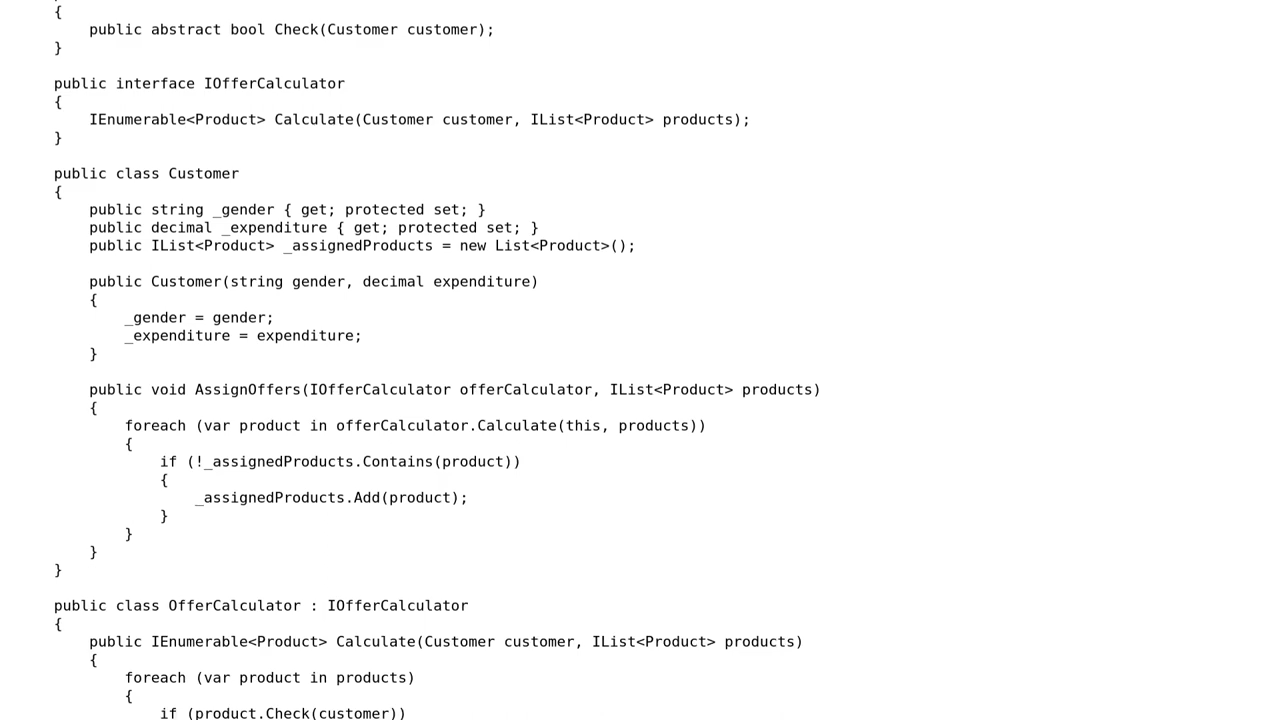 {
    public abstract bool Check(Customer customer);
}
public interface IOfferCalculator
{
    IEnumerable<Product> Calculate(Customer customer, IList<Product> products);
}
public class Customer
{
    public string _gender { get; protected set; }
    public decimal _expenditure { get; protected set; }
    public IList<Product> _assignedProducts = new List<Product>();
    public Customer(string gender, decimal expenditure)
    {
        _gender = gender;
        _expenditure = expenditure;
    }
    public void AssignOffers(IOfferCalculator offerCalculator, IList<Product> products)
    {
        foreach (var product in offerCalculator.Calculate(this, products))
        {
            if (!_assignedProducts.Contains(product))
            {
                _assignedProducts.Add(product);
            }
        }
    }
}
public class OfferCalculator : IOfferCalculator
{
    public IEnumerable<Product> Calculate(Customer customer, IList<Product> products)
    {
        foreach (var product in products)
        {
            if (product.Check(customer))